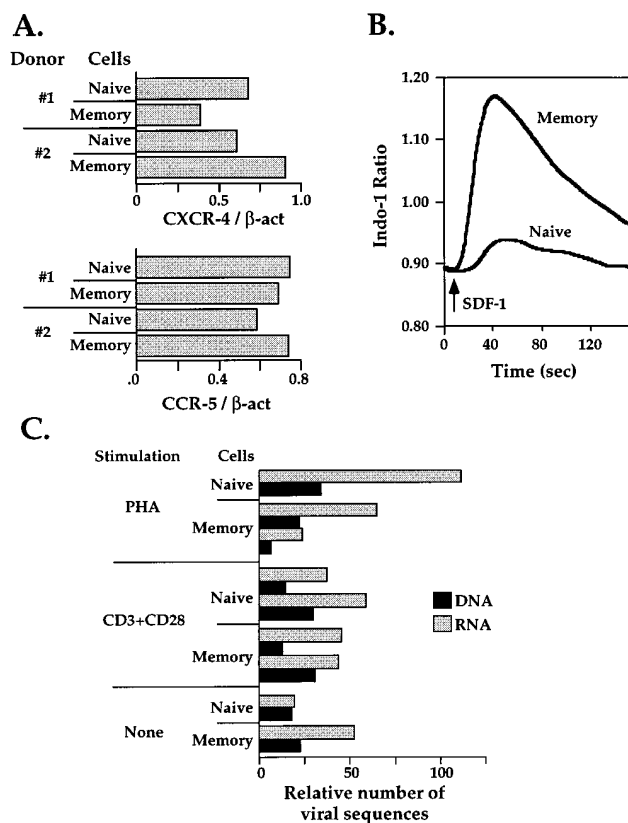 A.
Donor Cells
#1 Naive
Memory
#2 Naive
Memory
0 0.5 1.0
CXCR-4 / β-act
#1 Naive
Memory
#2 Naive
Memory
.0 0.4 0.8
CCR-5 / β-act
B.
1.20
1.10
1.00
0.90
0.80
Indo-1 Ratio
Memory
Naive
SDF-1
0 40 80 120
Time (sec)
C.
Stimulation Cells
PHA
Naive
Memory
CD3+CD28
Naive
Memory
None
Naive
Memory
DNA
RNA
0 50 100
Relative number of
viral sequences